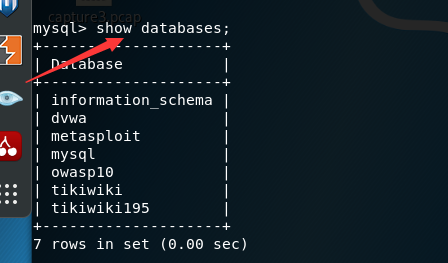 capture3.pcap
mysql> show databases;
+--------------------+
| Database           |
+--------------------+
| information_schema |
| dvwa               |
| metasploit         |
| mysql              |
| owasp10            |
| tikiwiki           |
| tikiwiki195        |
+--------------------+
7 rows in set (0.00 sec)